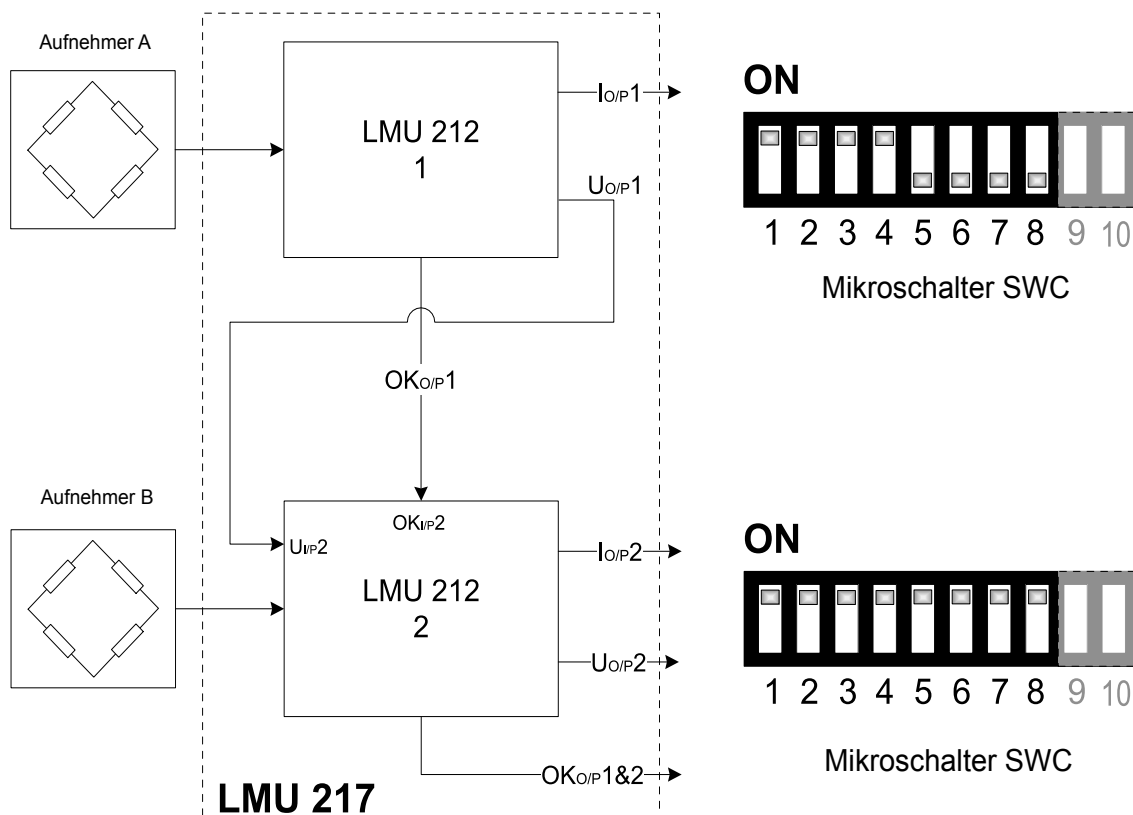 Aufnehmer A
LMU 212
1
IO/P1
UO/P1
OKO/P1
ON
1 2 3 4 5 6 7 8 9 10
Mikroschalter SWC
Aufnehmer B
OKI/P2
UI/P2
LMU 212
2
IO/P2
UO/P2
OKO/P1&2
LMU 217
ON
1 2 3 4 5 6 7 8 9 10
Mikroschalter SWC